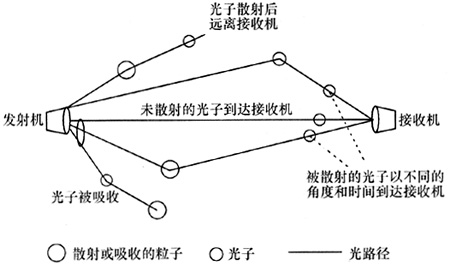 光子散射后
远离接收机
发射机
未散射的光子到达接收机
接收机
光子被吸收
被散射的光子以不同的
角度和时间到达接收机
散射或吸收的粒子
光子
光路径